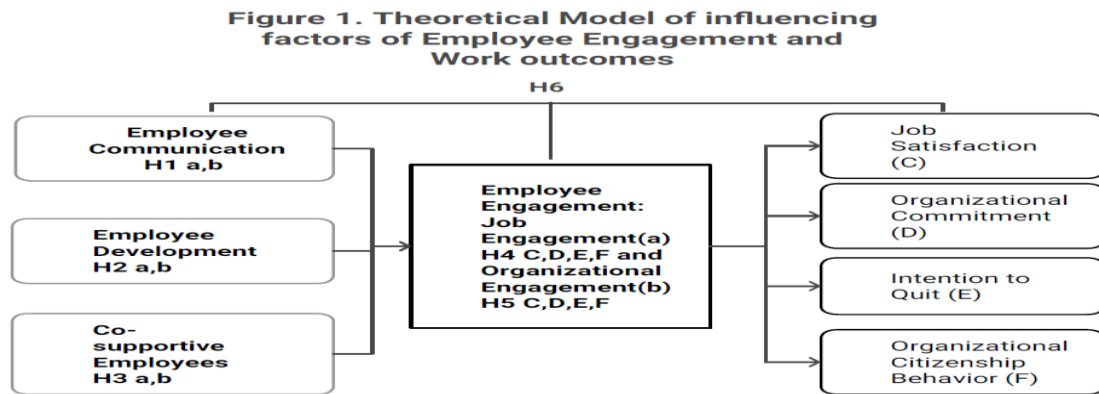 Figure 1. Theoretical Model of influencing
factors of Employee Engagement and
Work outcomes
H6
Employee
Communication
H1 a,b
Employee
Development
H2 a,b
Co-
supportive
Employees
H3 a,b
Employee
Engagement:
Job
Engagement(a)
H4 C,D,E,F and
Organizational
Engagement(b)
H5 C,D,E,F
Job
Satisfaction
(C)
Organizational
Commitment
(D)
Intention to
Quit (E)
Organizational
Citizenship
Behavior (F)